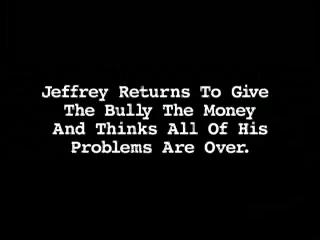 Jeffrey Returns To Give
The Bully The Money
And Thinks All Of His
Problems Are Over.